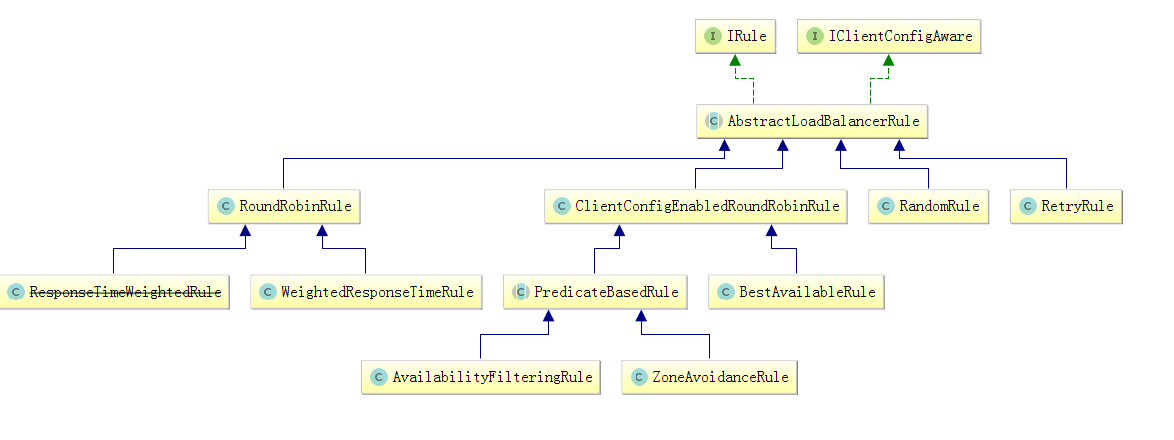 I IRule
I IClientConfigAware
C AbstractLoadBalancerRule
C RoundRobinRule
C ClientConfigEnabledRoundRobinRule
C RandomRule
C RetryRule
C ResponseTimeWeightedRule
C WeightedResponseTimeRule
C PredicateBasedRule
C BestAvailableRule
C AvailabilityFilteringRule
C ZoneAvoidanceRule